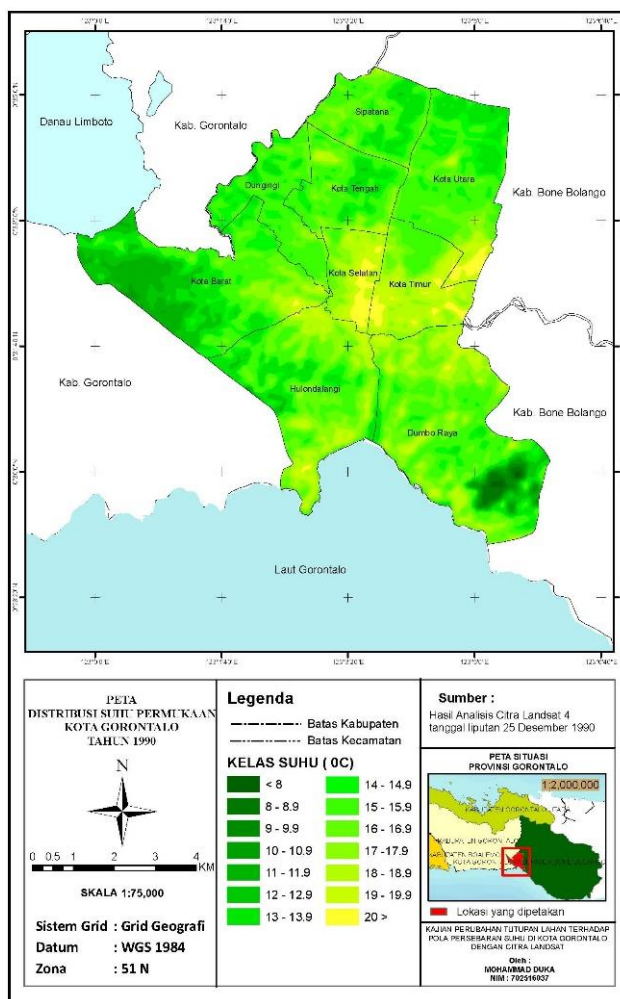 Danau Limboto
Kab. Gorontalo
Sipatana
Dungingi
Kota Tengah
Kota Utara
Kab. Bone Bolango
Kota Barat
Kota Selatan
Kota Timur
Kab. Gorontalo
Hulondalangi
Dumbo Raya
Kab. Bone Bolango
Laut Gorontalo
PETA
DISTRIBUSI SUHU PERMUKAAN
KOTA GORONTALO
TAHUN 1990
N
0 0.5 1 2 3 4
KM
SKALA 1:75,000
Sistem Grid : Grid Geografi
Datum : WGS 1984
Zona : 51 N
Legenda
Batas Kabupaten
Batas Kecamatan
KELAS SUHU ( 0C)
< 8
8 - 8.9
9 - 9.9
10 - 10.9
11 - 11.9
12 - 12.9
13 - 13.9
14 - 14.9
15 - 15.9
16 - 16.9
17 -17.9
18 - 18.9
19 - 19.9
20 >
Sumber :
Hasil Analisis Citra Landsat 4
tanggal liputan 25 Desember 1990
PETA SITUASI
PROVINSI GORONTALO
1:2,000,000
Lokasi yang dipetakan
KAJIAN PERUBAHAN TUTUPAN LAHAN TERHADAP
POLA PERSEBARAN SUHU DI KOTA GORONTALO
DENGAN CITRA LANDSAT
Oleh :
MOHAMMAD DUKA
NIM : 702516037